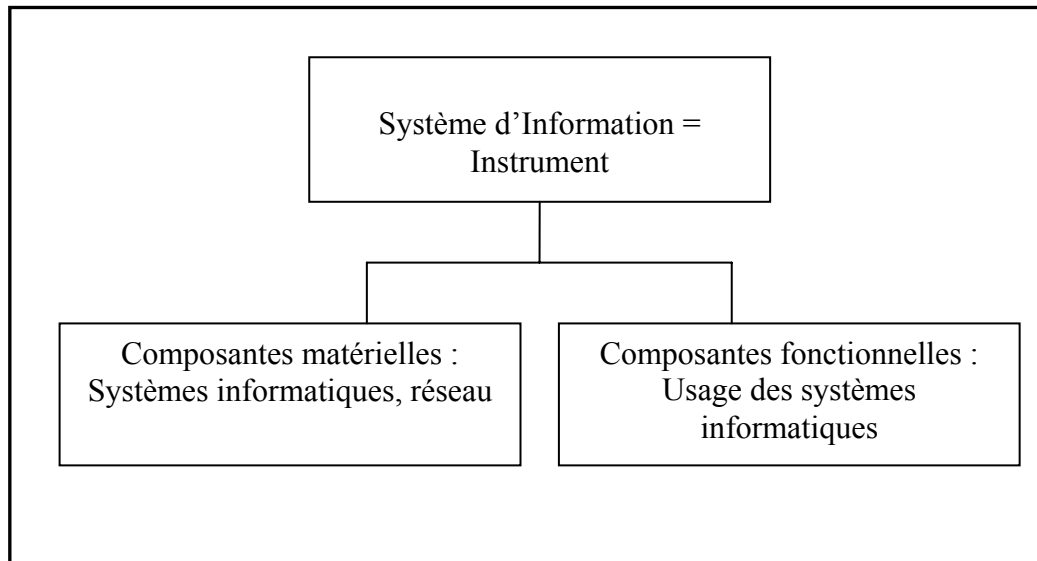 Système d’Information =
Instrument
Composantes matérielles :
Systèmes informatiques, réseau
Composantes fonctionnelles :
Usage des systèmes
informatiques